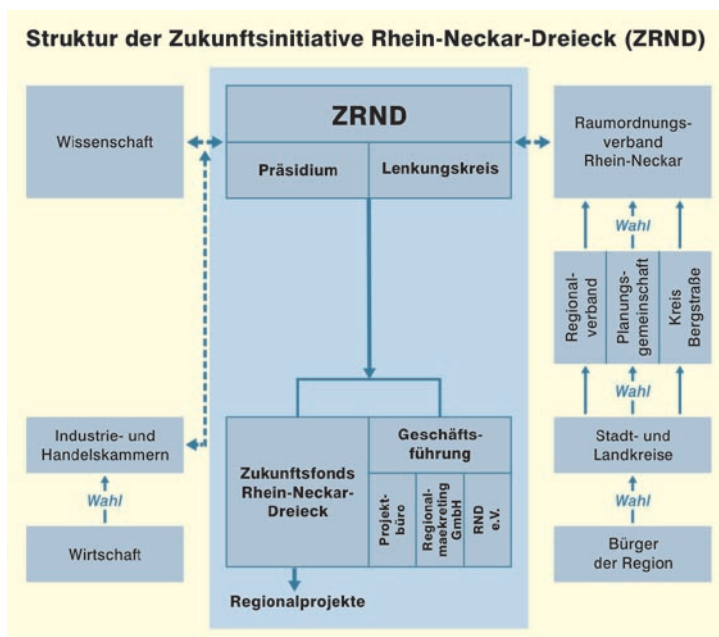 Struktur der Zukunftsinitiative Rhein-Neckar-Dreieck (ZRND)
Wissenschaft
ZRND
Präsidium
Lenkungskreis
Raumordnungs-
verband
Rhein-Neckar
Wahl
Regional-
verband
Planungs-
gemeinschaft
Kreis
Bergstraße
Wahl
Industrie- und
Handelskammern
Wahl
Wirtschaft
Zukunftsfonds
Rhein-Neckar-
Dreieck
Geschäfts-
führung
Projekt-
büro
Regional-
maekreting
GmbH
RND
e.V.
Regionalprojekte
Stadt- und
Landkreise
Wahl
Bürger
der Region